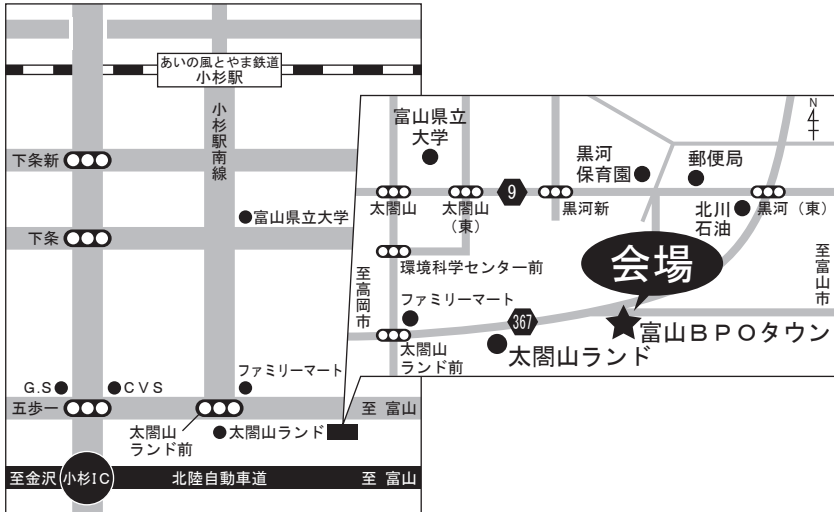 あいの風とやま鉄道
小杉駅
小杉駅南線
下条新
富山県立大学
下条
G.S
CVS
ファミリーマート
五歩一
至 富山
太閤山
ランド前
太閤山ランド
至金沢
小杉IC
北陸自動車道
至 富山
N
4
富山県立
大学
黒河
保育園
郵便局
9
太閤山
太閤山
(東)
黒河新
北川
石油
黒河(東)
環境科学センター前
会場
至高岡市
至富山市
ファミリーマート
367
富山BPOタウン
太閤山
ランド前
太閤山ランド